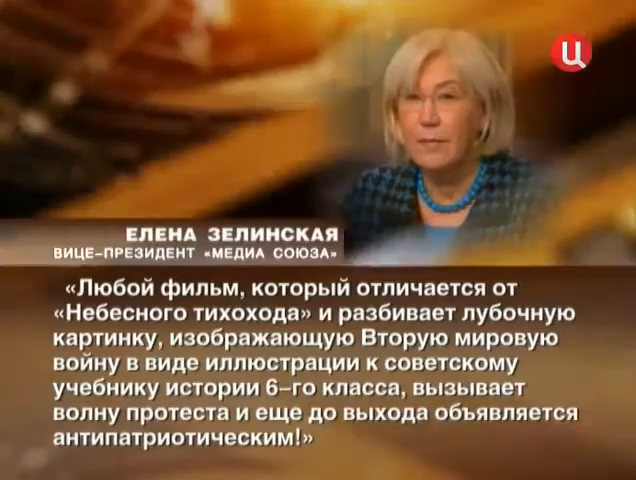 Ц
ЕЛЕНА ЗЕЛИНСКАЯ
ВИЦЕ-ПРЕЗИДЕНТ «МЕДИА СОЮЗА»
«Любой фильм, который отличается от
«Небесного тихохода» и разбивает лубочную
картинку, изображающую Вторую мировую
войну в виде иллюстрации к советскому
учебнику истории 6-го класса, вызывает
волну протеста и еще до выхода объявляется
антипатриотическим!»